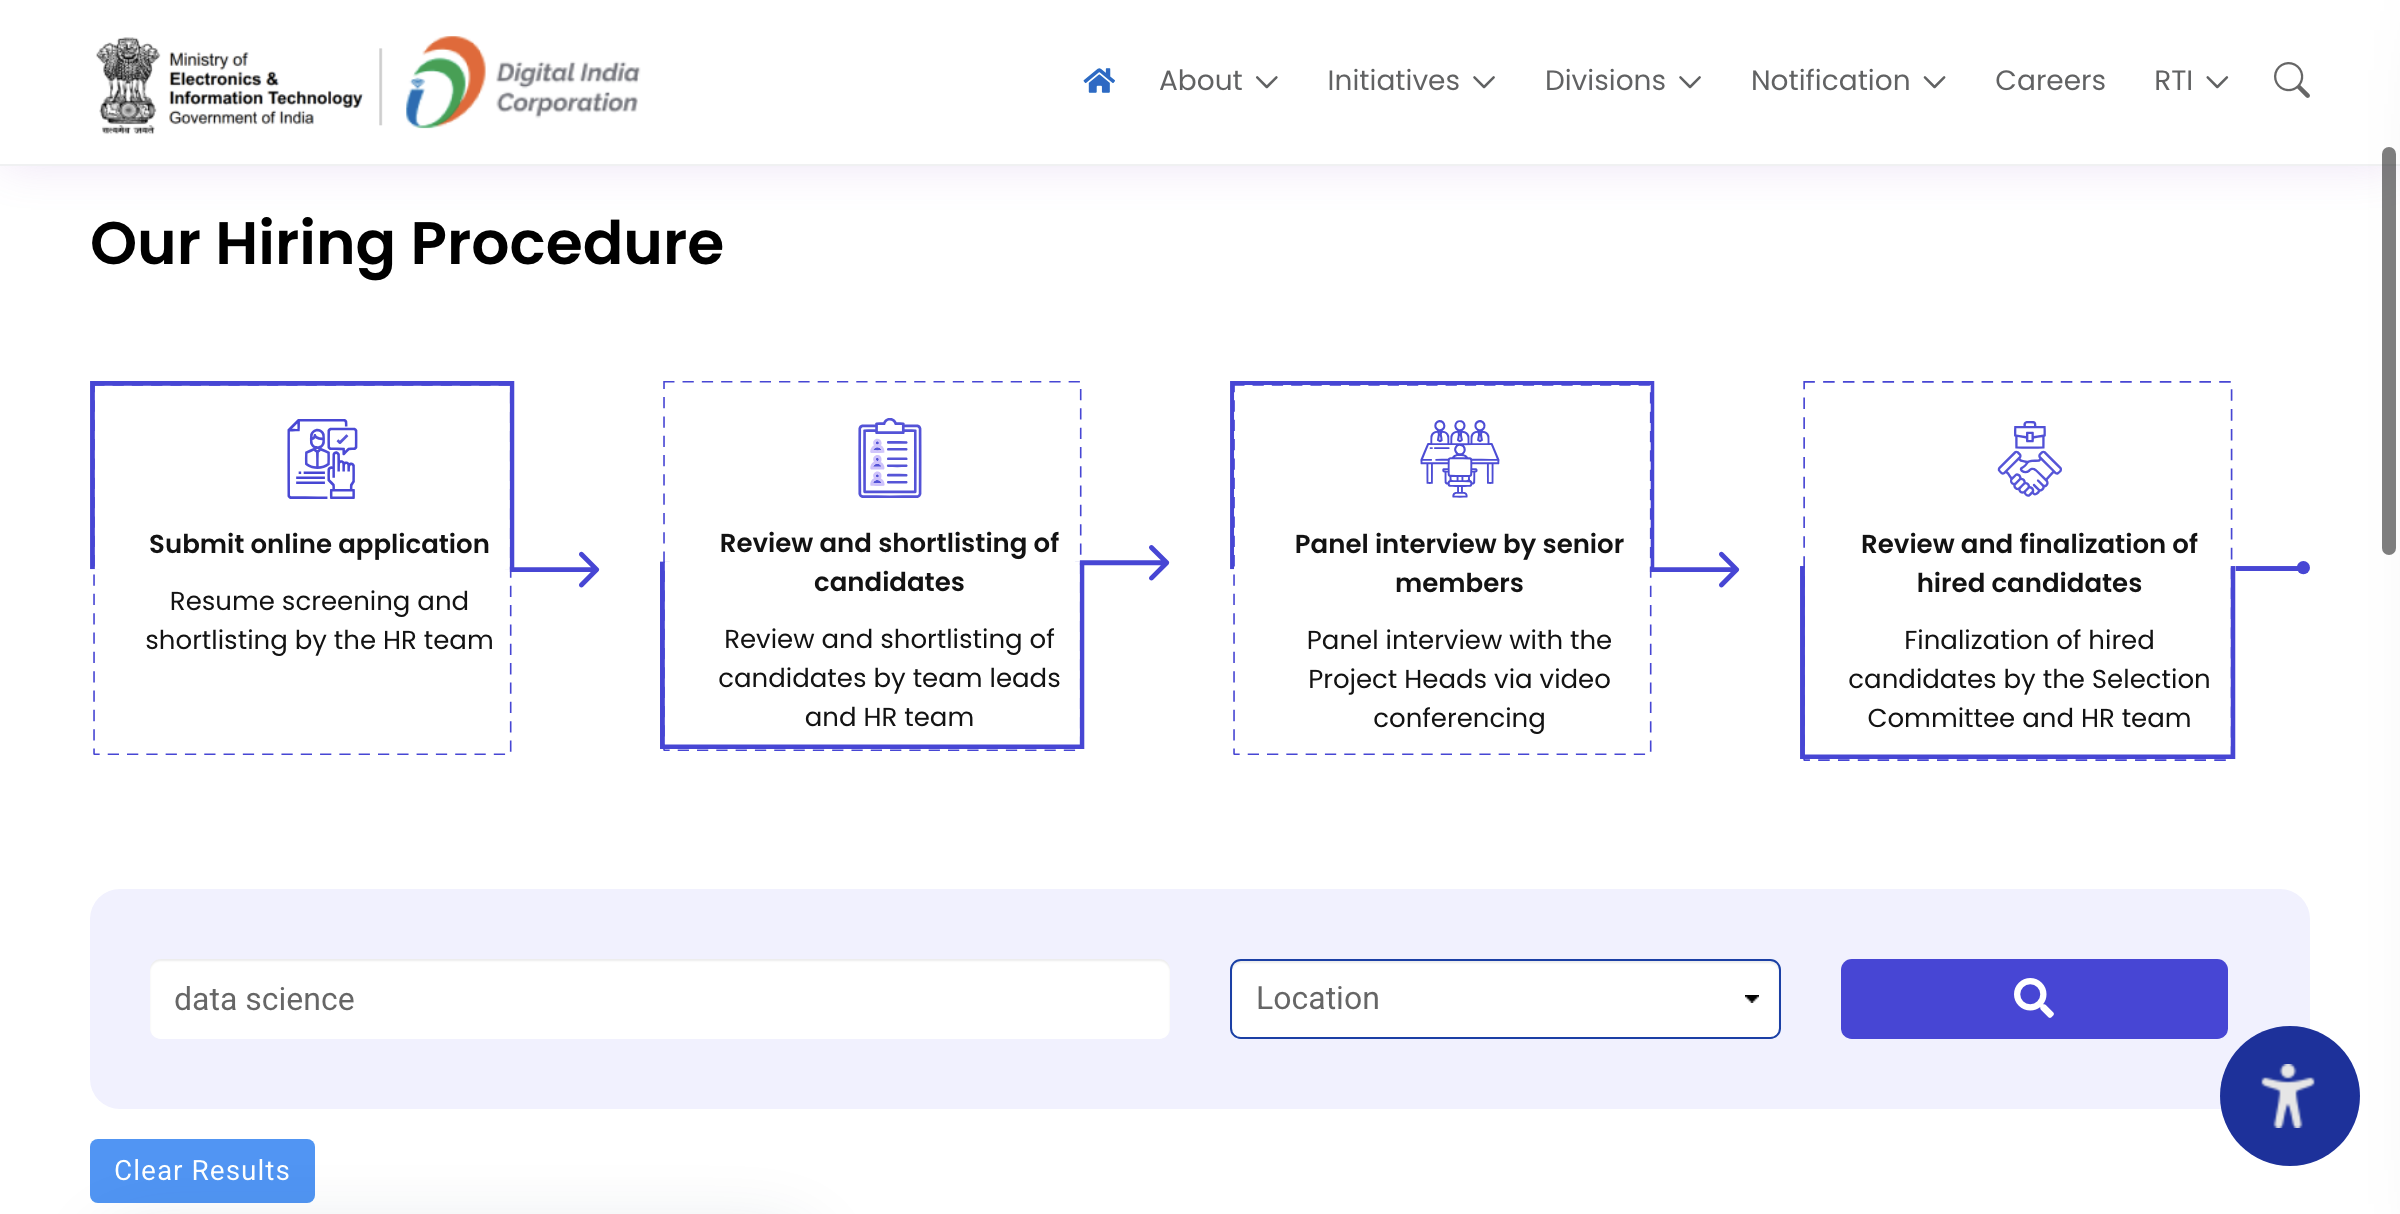 Ministry of
Electronics &
Information Technology
Government of India
सत्यमेव जयते
Digital India
Corporation
About
Initiatives
Divisions
Notification
Careers
RTI
Our Hiring Procedure
Submit online application
Resume screening and
shortlisting by the HR team
Review and shortlisting of
candidates
Review and shortlisting of
candidates by team leads
and HR team
Panel interview by senior
members
Panel interview with the
Project Heads via video
conferencing
Review and finalization of
hired candidates
Finalization of hired
candidates by the Selection
Committee and HR team
data science
Location
Clear Results